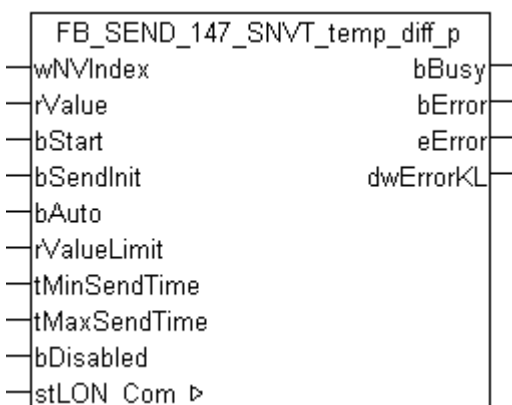 FB_SEND_147_SNVT_temp_diff_p
wNVIndex bBusy
rValue bError
bStart eError
bSendInit dwErrorKL
bAuto
rValueLimit
tMinSendTime
tMaxSendTime
bDisabled
stLON_Com ▷